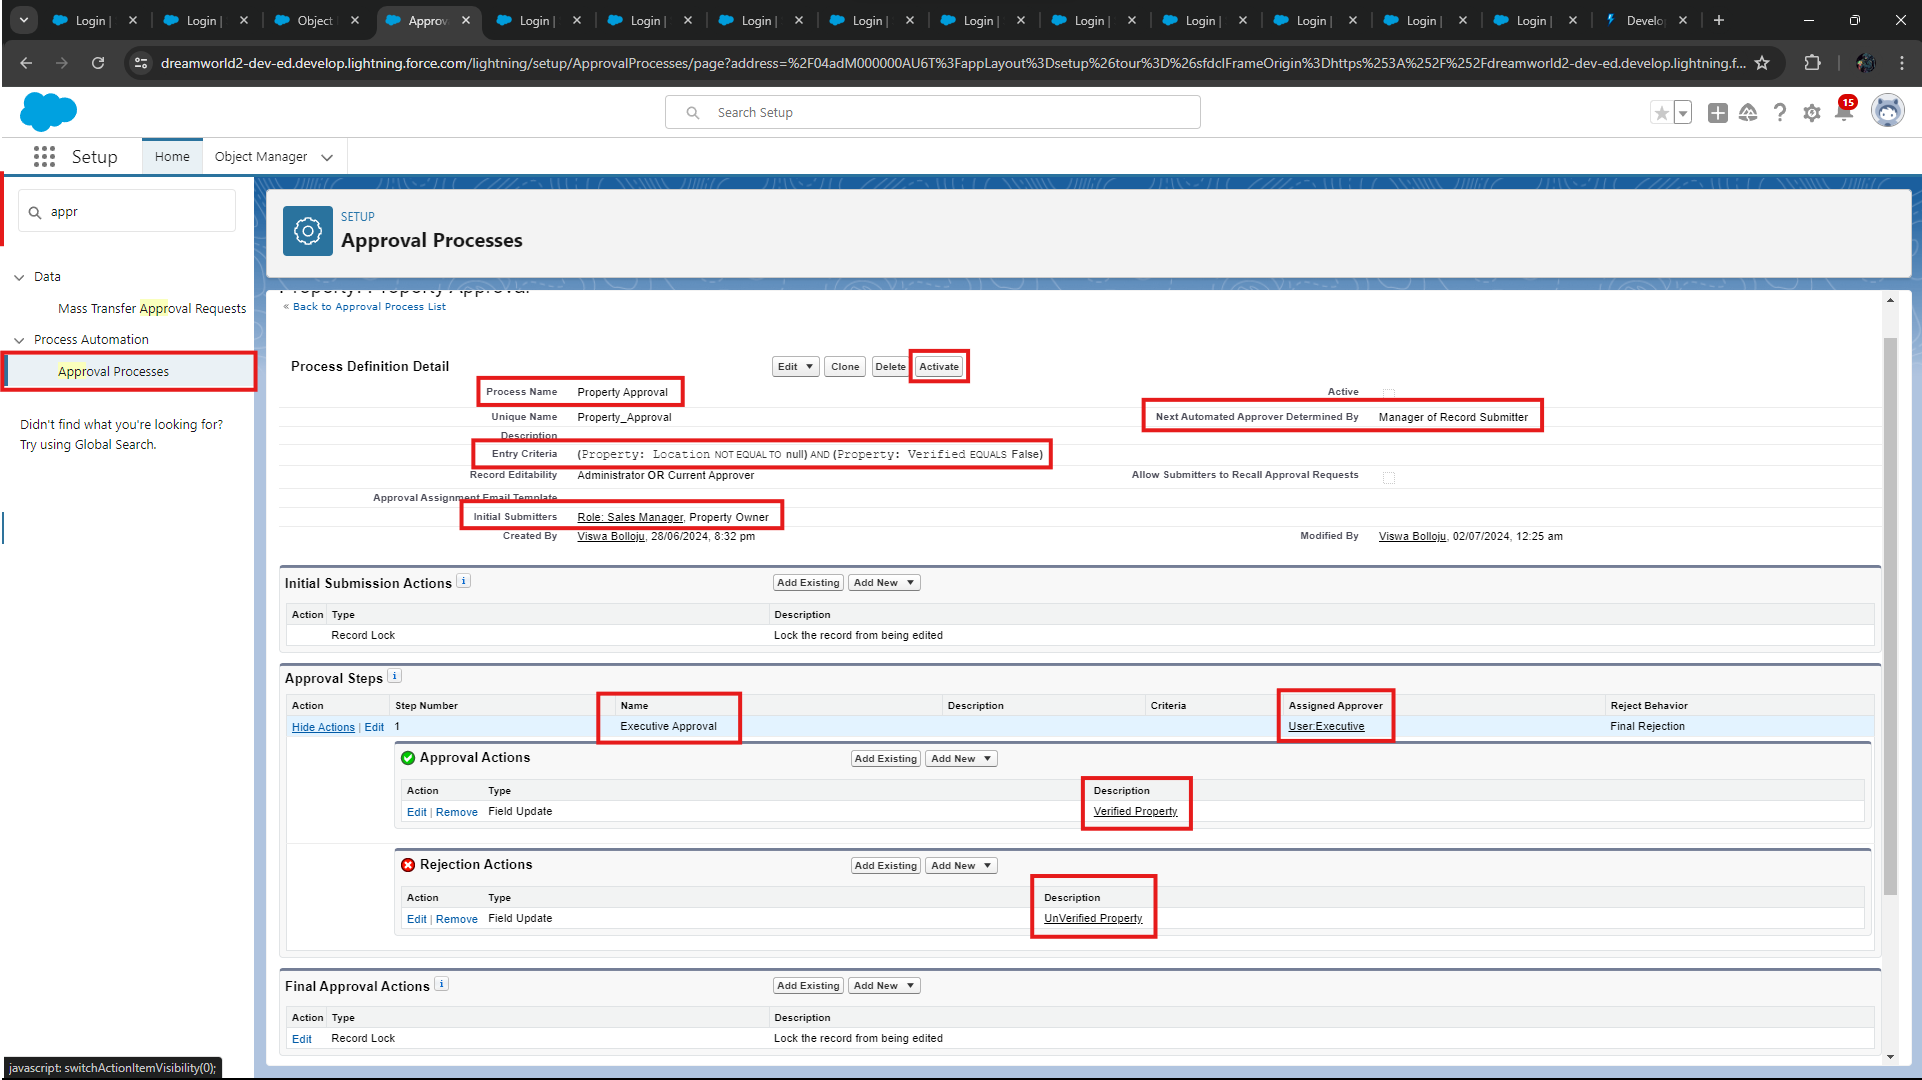 Login |
Login |
Object
Approv
Login |
Login |
Login |
Login |
Login |
Login |
Login |
Login |
Login |
Login |
Develo
dreamworld2-dev-ed.develop.lightning.force.com/lightning/setup/ApprovalProcesses/page?address=%2F04adM000000AU6T%3FappLayout%3Dsetup%26tour%3D%26sfdcIFrameOrigin%3Dhttps%253A%252F%252Fdreamworld2-dev-ed.develop.lightning.f...
Search Setup
15
Setup
Home
Object Manager
appr
Data
Mass Transfer Approval Requests
Process Automation
Approval Processes
Didn't find what you're looking for?
Try using Global Search.
SETUP
Approval Processes
Property: Property Approval
« Back to Approval Process List
Process Definition Detail
Edit ▼ Clone Delete Activate
Process Name Property Approval
Active
Unique Name Property_Approval
Next Automated Approver Determined By Manager of Record Submitter
Description
Entry Criteria (Property: Location NOT EQUAL TO null) AND (Property: Verified EQUALS False)
Record Editability Administrator OR Current Approver
Allow Submitters to Recall Approval Requests
Approval Assignment Email Template
Initial Submitters Role: Sales Manager, Property Owner
Created By Viswa Bolloju, 28/06/2024, 8:32 pm
Modified By Viswa Bolloju, 02/07/2024, 12:25 am
Initial Submission Actions i
Add Existing Add New ▼
Action Type Description
Record Lock Lock the record from being edited
Approval Steps i
Action Step Number Name Description Criteria Assigned Approver Reject Behavior
Hide Actions | Edit 1 Executive Approval User:Executive Final Rejection
Approval Actions
Add Existing Add New ▼
Action Type Description
Edit | Remove Field Update Verified Property
Rejection Actions
Add Existing Add New ▼
Action Type Description
Edit | Remove Field Update UnVerified Property
Final Approval Actions i
Add Existing Add New ▼
Action Type Description
Edit Record Lock Lock the record from being edited
javascript: switchActionItemVisibility(0);